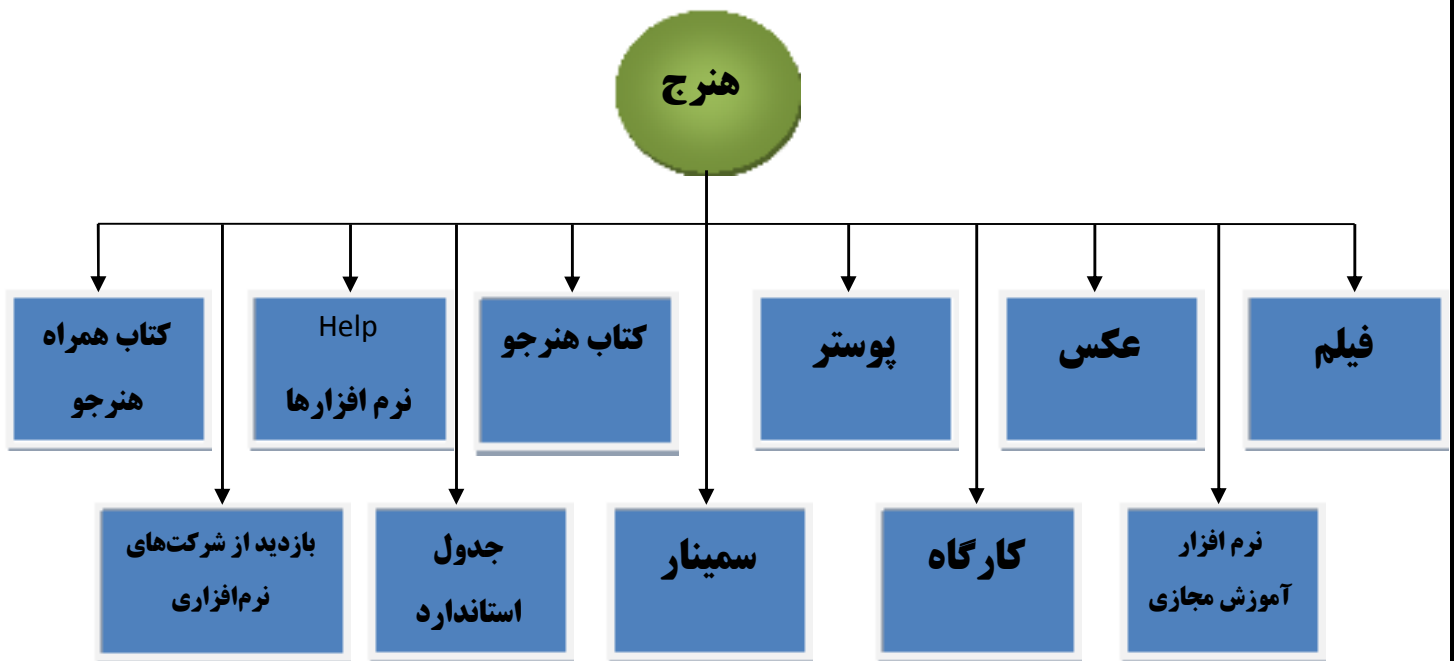 هنرج
فیلم
عکس
پوستر
کتاب هنرجو
Help
نرم افزارها
کتاب همراه
هنرجو
نرم افزار
آموزش مجازی
کارگاه
سمینار
جدول
استاندارد
بازدید از شرکت‌های
نرم‌افزاری